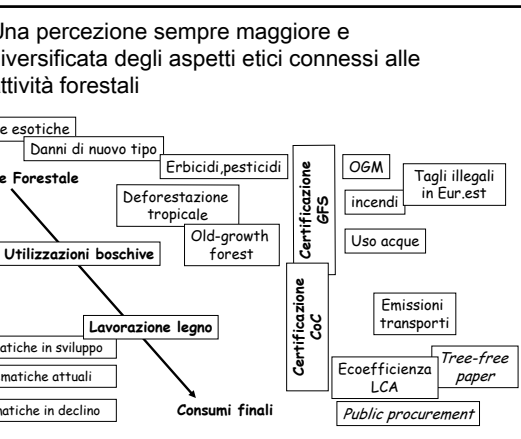 Una percezione sempre maggiore e
diversificata degli aspetti etici connessi alle
attività forestali
e esotiche
Danni di nuovo tipo
e Forestale
Erbicidi,pesticidi
Deforestazione
tropicale
Old-growth
forest
Utilizzazioni boschive
Lavorazione legno
Consumi finali
Certificazione
GFS
Certificazione
CoC
OGM
Tagli illegali
in Eur.est
incendi
Uso acque
Emissioni
trasporti
Ecoefficienza
LCA
Tree-free
paper
Public procurement
atiche in sviluppo
matiche attuali
atiche in declino